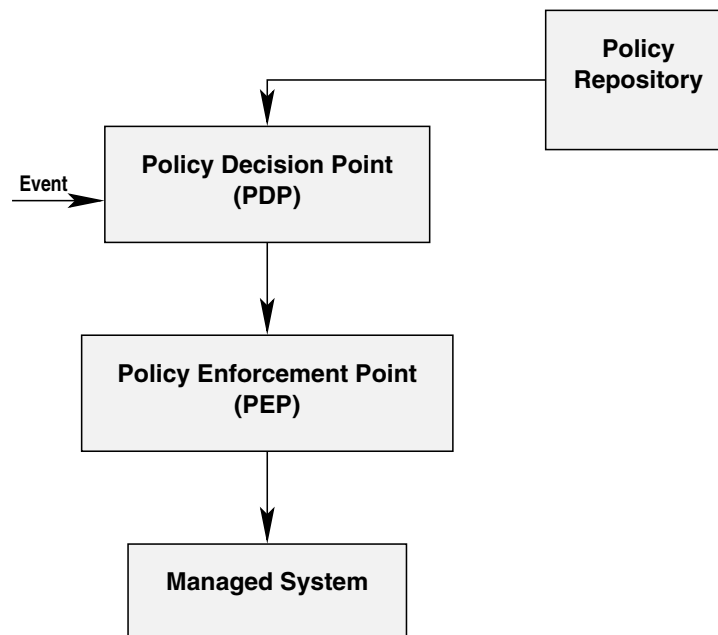 Policy
Repository
Policy Decision Point
(PDP)
Event
Policy Enforcement Point
(PEP)
Managed System